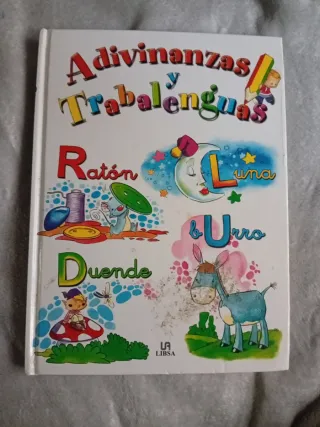 Adivinanzas
y
Trabalenguas
Ratón
Luna
bUrro
Duende
LIBSA